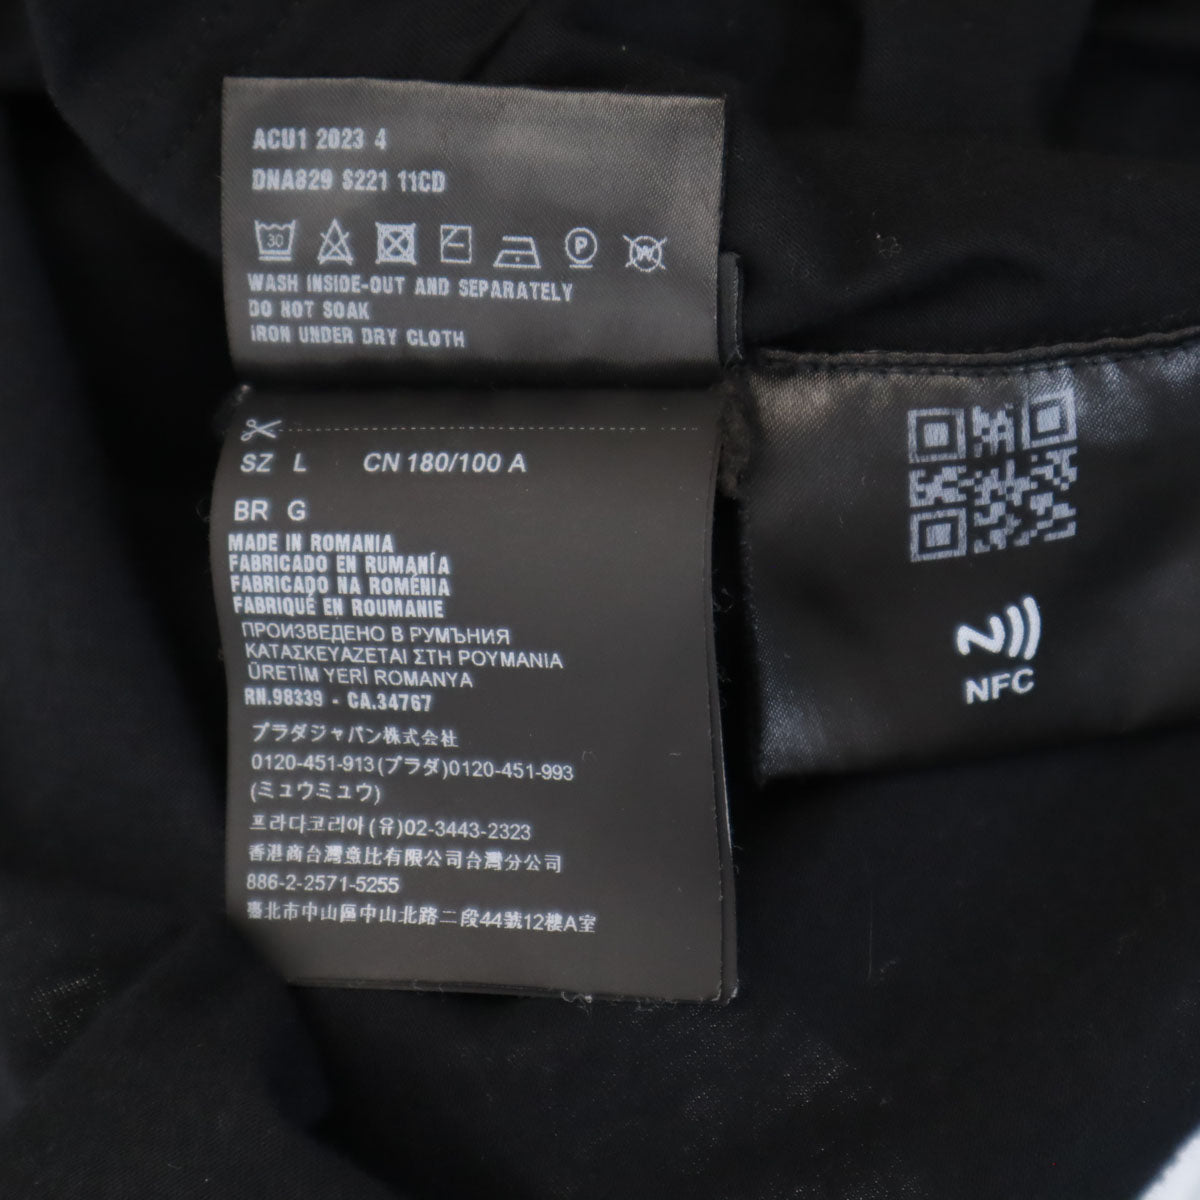 ACU1 2023 4
DNA829 S221 11CD
30
P
W
WASH INSIDE-OUT AND SEPARATELY
DO NOT SOAK
IRON UNDER DRY CLOTH
SZ L CN 180/100 A
BR G
MADE IN ROMANIA
FABRICADO EN RUMANÍA
FABRICADO NA ROMÉNIA
FABRIQUÉ EN ROUMANIE
ПРОИЗВЕДЕНО В РУМЪНИЯ
ΚΑΤΑΣΚΕΥΑΖΕΤΑΙ ΣΤΗ ΡΟΥΜΑΝΙΑ
ÜRETİM YERİ ROMANYA
RN.98339 - CA.34767
プラダジャパン株式会社
0120-451-913(プラダ)0120-451-993
(ミュウミュウ)
프라다코리아(유)02-3443-2323
香港商台灣意比有限公司台灣分公司
886-2-2571-5255
臺北市中山區中山北路二段44號12樓A室
NFC